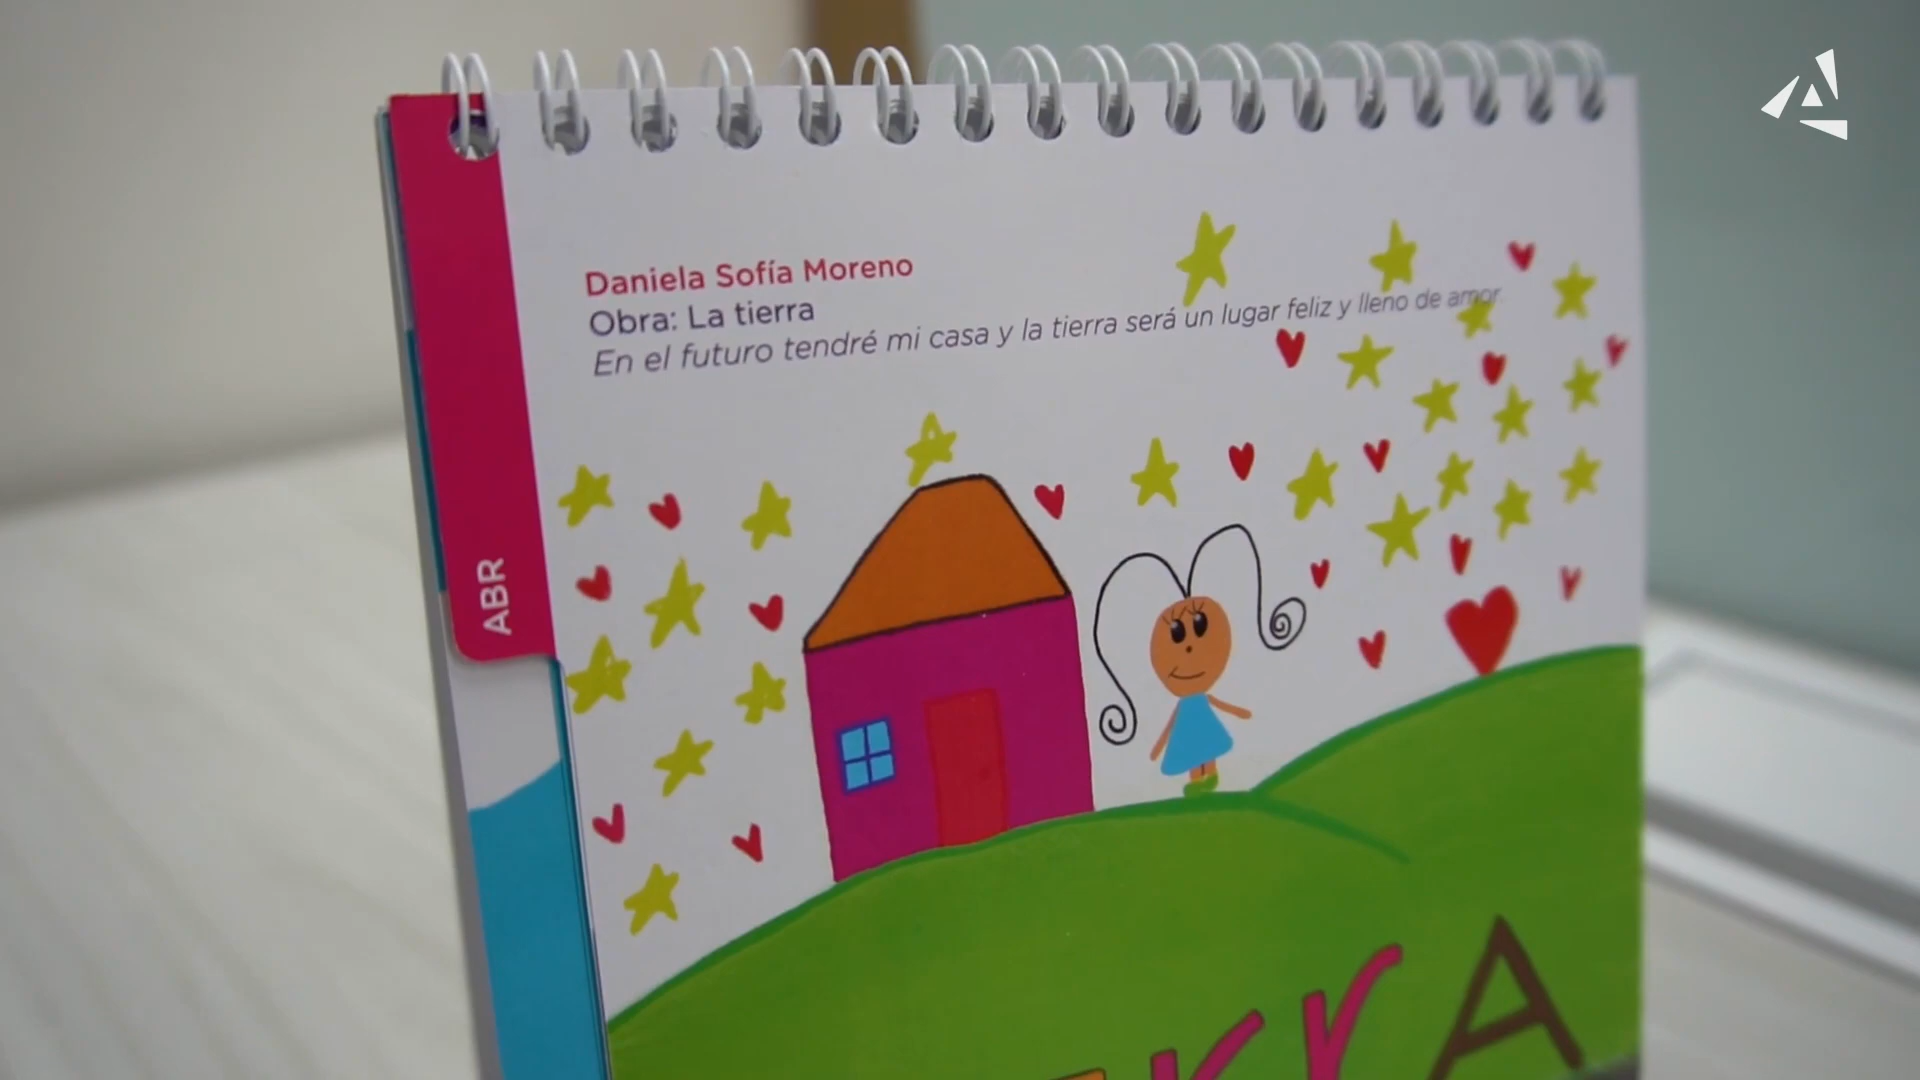 Daniela Sofía Moreno
Obra: La tierra
En el futuro tendré mi casa y la tierra será un lugar feliz y lleno de amor.
ABR